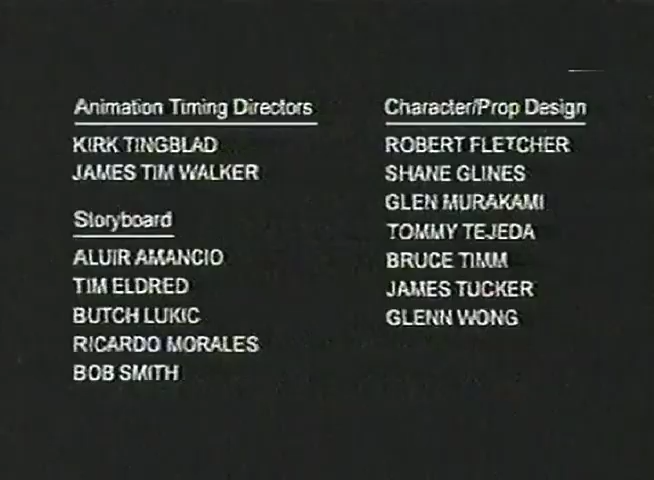 Animation Timing Directors
KIRK TINGBLAD
JAMES TIM WALKER
Storyboard
ALUIR AMANCIO
TIM ELDRED
BUTCH LUKIC
RICARDO MORALES
BOB SMITH
Character/Prop Design
ROBERT FLETCHER
SHANE GLINES
GLEN MURAKAMI
TOMMY TEJEDA
BRUCE TIMM
JAMES TUCKER
GLENN WONG